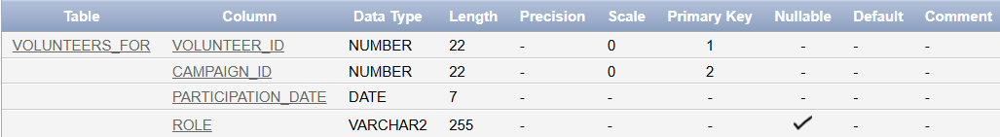 Table Column Data Type Length Precision Scale Primary Key Nullable Default Comment
VOLUNTEERS_FOR VOLUNTEER_ID NUMBER 22 - 0 1 - - -
CAMPAIGN_ID NUMBER 22 - 0 2 - - -
PARTICIPATION_DATE DATE 7 - - - - - -
ROLE VARCHAR2 255 - - - ✓ - -